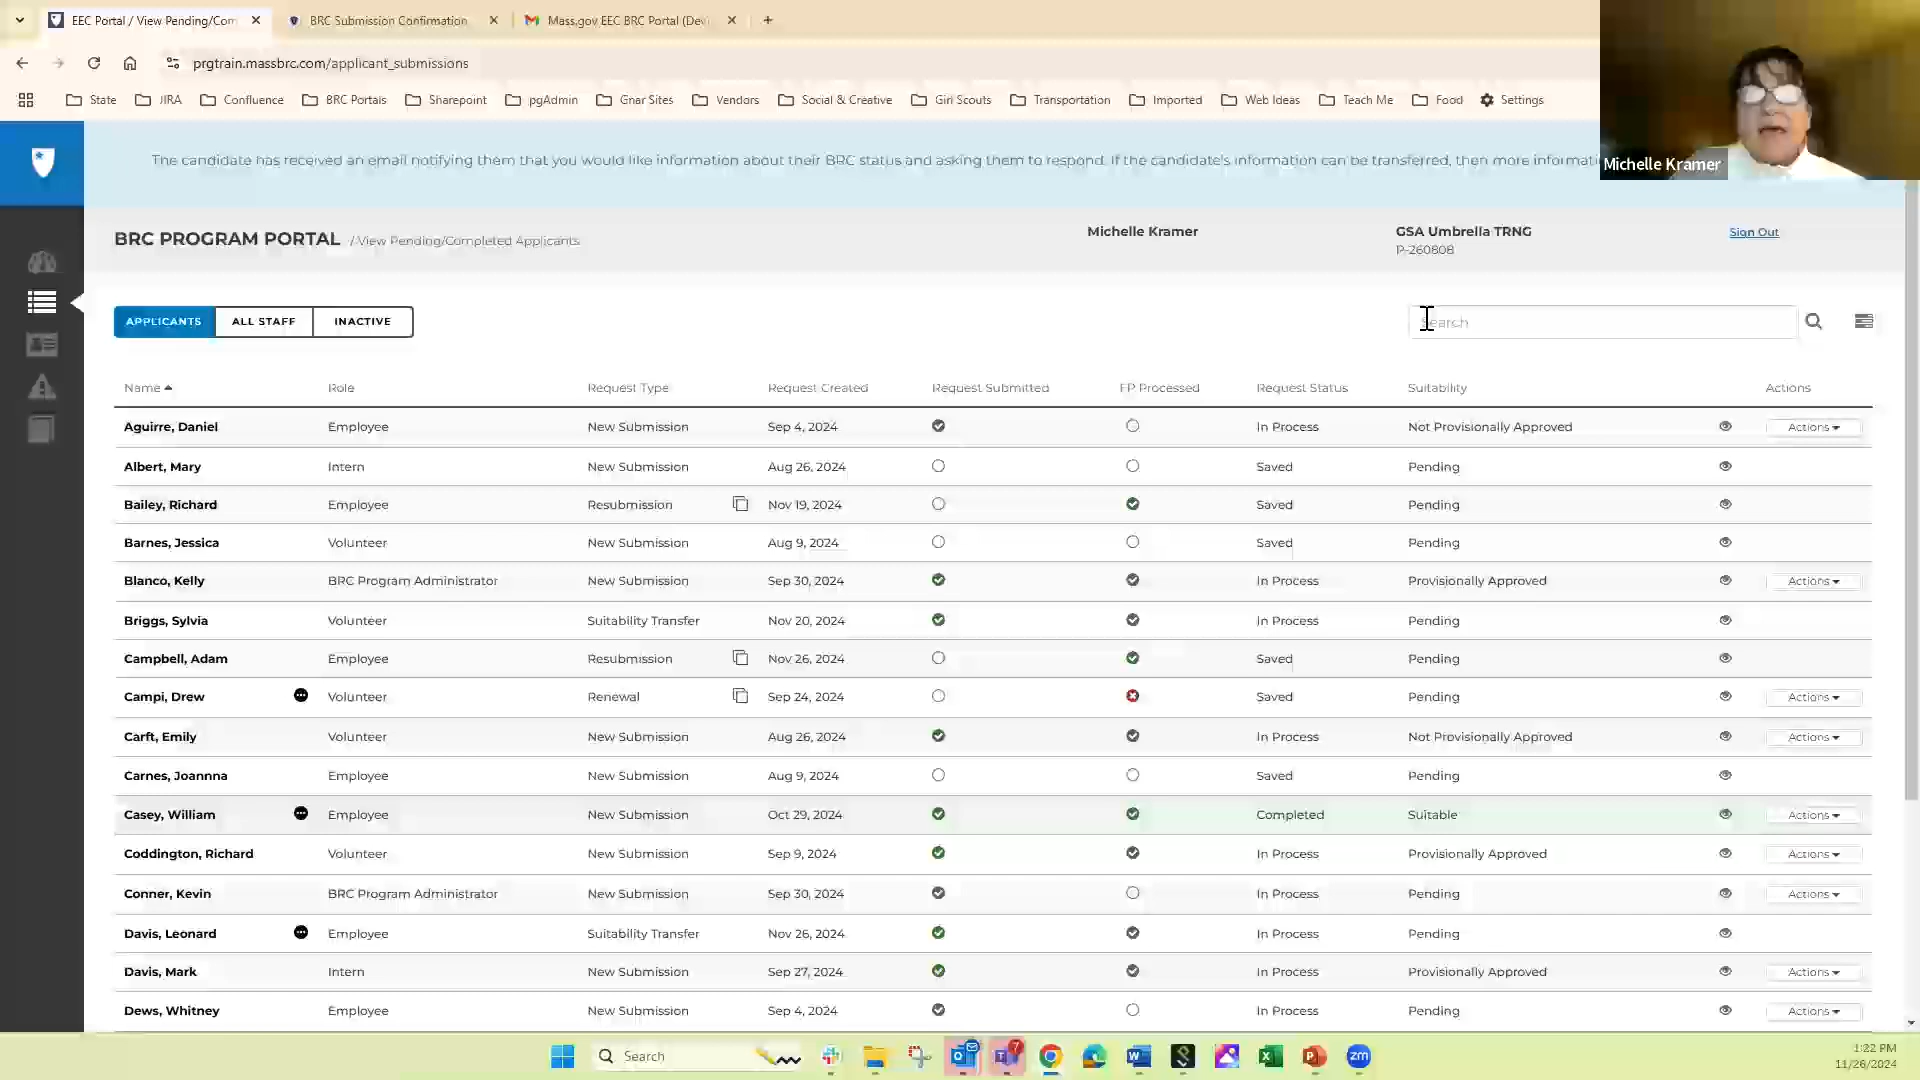 EEC Portal / View Pending/Com
BRC Submission Confirmation
Mass.gov EEC BRC Portal (Dev
prgtrain.massbrc.com/applicant_submissions
State JIRA Confluence BRC Portals Sharepoint pgAdmin Gnar Sites Vendors Social & Creative Girl Scouts Transportation Imported Web Ideas Teach Me Food Settings
The candidate has received an email notifying them that you would like information about their BRC status and asking them to respond. If the candidate's information can be transferred, then more informati
Michelle Kramer
BRC PROGRAM PORTAL / View Pending/Completed Applicants
Michelle Kramer
GSA Umbrella TRNG
P-260808
Sign Out
APPLICANTS ALL STAFF INACTIVE
Search
Name Role Request Type Request Created Request Submitted FP Processed Request Status Suitability Actions
Aguirre, Daniel Employee New Submission Sep 4, 2024 In Process Not Provisionally Approved Actions
Albert, Mary Intern New Submission Aug 26, 2024 Saved Pending
Bailey, Richard Employee Resubmission Nov 19, 2024 Saved Pending
Barnes, Jessica Volunteer New Submission Aug 9, 2024 Saved Pending
Blanco, Kelly BRC Program Administrator New Submission Sep 30, 2024 In Process Provisionally Approved Actions
Briggs, Sylvia Volunteer Suitability Transfer Nov 20, 2024 In Process Pending
Campbell, Adam Employee Resubmission Nov 26, 2024 Saved Pending
Campi, Drew Volunteer Renewal Sep 24, 2024 Saved Pending Actions
Carft, Emily Volunteer New Submission Aug 26, 2024 In Process Not Provisionally Approved Actions
Carnes, Joannna Employee New Submission Aug 9, 2024 Saved Pending
Casey, William Employee New Submission Oct 29, 2024 Completed Suitable Actions
Coddington, Richard Volunteer New Submission Sep 9, 2024 In Process Provisionally Approved Actions
Conner, Kevin BRC Program Administrator New Submission Sep 30, 2024 In Process Pending Actions
Davis, Leonard Employee Suitability Transfer Nov 26, 2024 In Process Pending
Davis, Mark Intern New Submission Sep 27, 2024 In Process Provisionally Approved Actions
Dews, Whitney Employee New Submission Sep 4, 2024 In Process Pending Actions
Search
7
zm
1:22 PM
11/26/2024